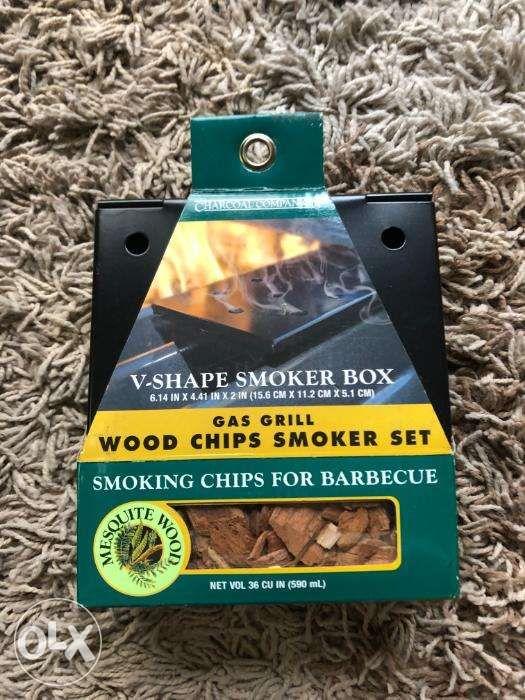 CHARCOAL COMPANION
V-SHAPE SMOKER BOX
6.14 IN X 4.41 IN X 2 IN (15.6 CM X 11.2 CM X 5.1 CM)
GAS GRILL
WOOD CHIPS SMOKER SET
SMOKING CHIPS FOR BARBECUE
MESQUITE WOOD
NET VOL 36 CU IN (590 mL)
OLX